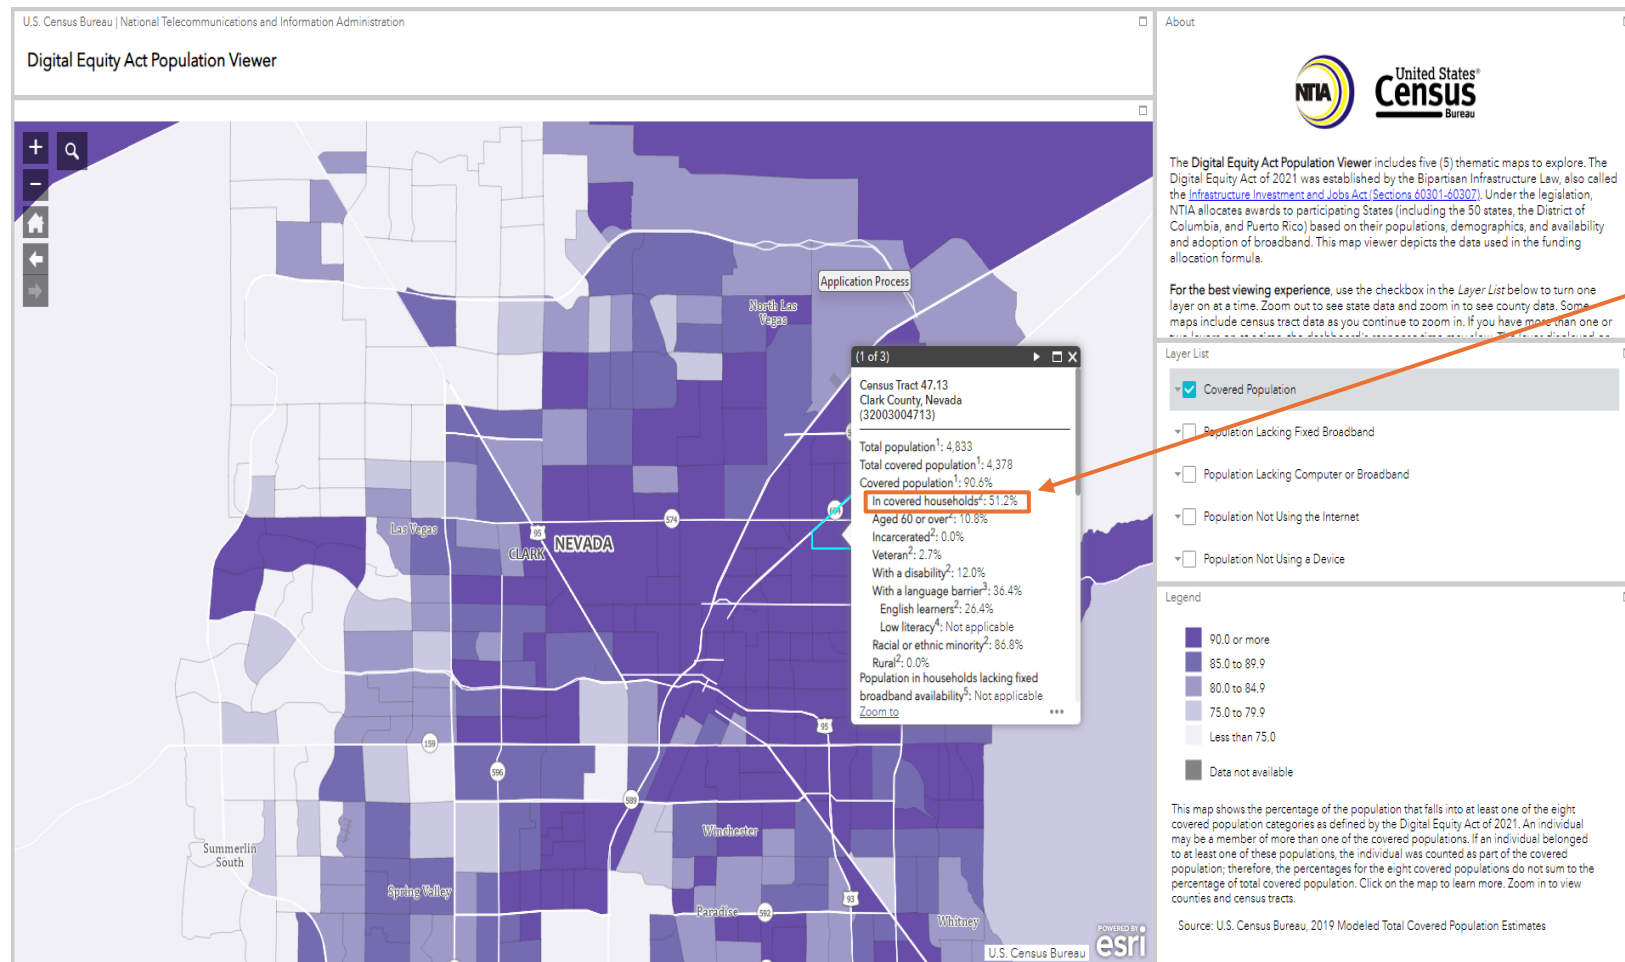 U.S. Census Bureau | National Telecommunications and Information Administration
Digital Equity Act Population Viewer
Application Process
North Las
Vegas
Las Vegas
CLARK
NEVADA
95
574
604
159
596
589
95
Winchester
Summerlin
South
Spring Valley
Paradise
592
93
Whitney
U.S. Census Bureau
POWERED BY
esri
(1 of 3)
Census Tract 47.13
Clark County, Nevada
(32003004713)
Total population1: 4,833
Total covered population1: 4,378
Covered population1: 90.6%
In covered households2: 51.2%
Aged 60 or over2: 10.8%
Incarcerated2: 0.0%
Veteran2: 2.7%
With a disability2: 12.0%
With a language barrier3: 36.4%
English learners2: 26.4%
Low literacy4: Not applicable
Racial or ethnic minority2: 86.8%
Rural2: 0.0%
Population in households lacking fixed
broadband availability5: Not applicable
Zoom to
About
NTIA
United States®
Census
Bureau
The Digital Equity Act Population Viewer includes five (5) thematic maps to explore. The
Digital Equity Act of 2021 was established by the Bipartisan Infrastructure Law, also called
the Infrastructure Investment and Jobs Act (Sections 60301-60307). Under the legislation,
NTIA allocates awards to participating States (including the 50 states, the District of
Columbia, and Puerto Rico) based on their populations, demographics, and availability
and adoption of broadband. This map viewer depicts the data used in the funding
allocation formula.
For the best viewing experience, use the checkbox in the Layer List below to turn one
layer on at a time. Zoom out to see state data and zoom in to see county data. Some
maps include census tract data as you continue to zoom in. If you have more than one or
Layer List
Covered Population
Population Lacking Fixed Broadband
Population Lacking Computer or Broadband
Population Not Using the Internet
Population Not Using a Device
Legend
90.0 or more
85.0 to 89.9
80.0 to 84.9
75.0 to 79.9
Less than 75.0
Data not available
This map shows the percentage of the population that falls into at least one of the eight
covered population categories as defined by the Digital Equity Act of 2021. An individual
may be a member of more than one of the covered populations. If an individual belonged
to at least one of these populations, the individual was counted as part of the covered
population; therefore, the percentages for the eight covered populations do not sum to the
percentage of total covered population. Click on the map to learn more. Zoom in to view
counties and census tracts.
Source: U.S. Census Bureau, 2019 Modeled Total Covered Population Estimates